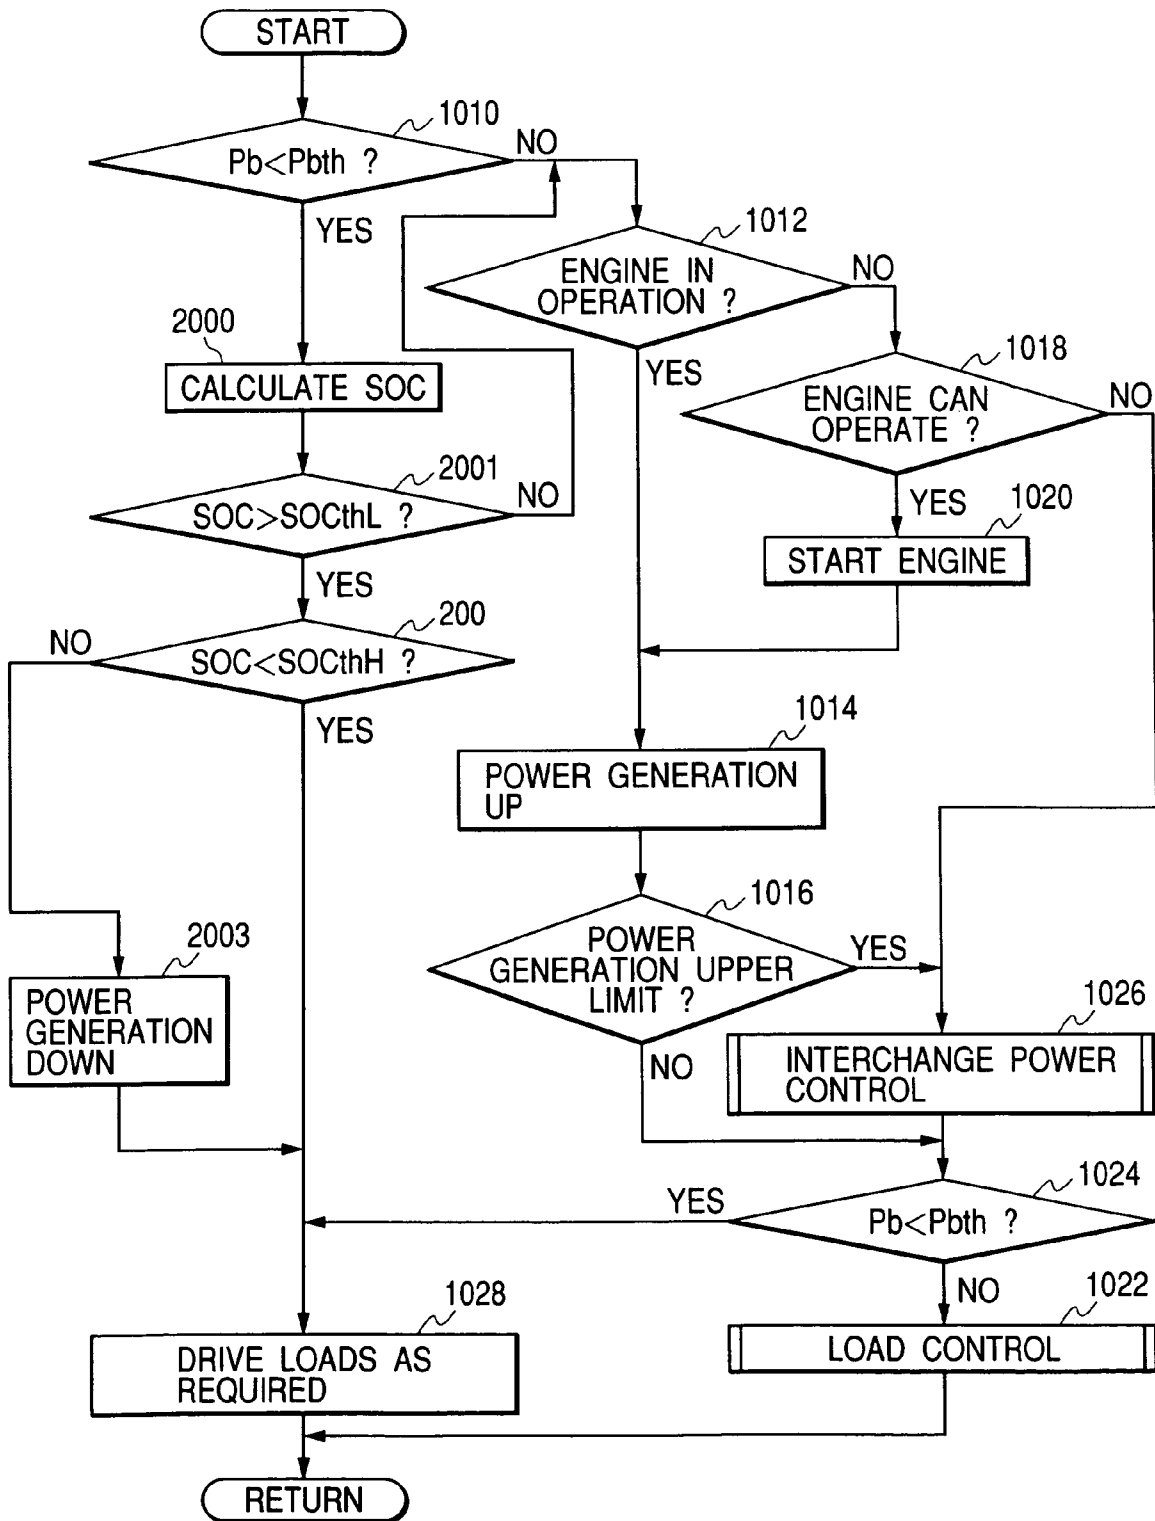 START
1010
Pb<Pbth ?
NO
YES
1012
ENGINE IN
OPERATION ?
NO
YES
2000
CALCULATE SOC
1018
ENGINE CAN
OPERATE ?
NO
YES
2001
SOC>SOCthL ?
NO
YES
1020
START ENGINE
200
SOC<SOCthH ?
NO
YES
1014
POWER GENERATION
UP
1016
POWER
GENERATION UPPER
LIMIT ?
YES
NO
2003
POWER
GENERATION
DOWN
1026
INTERCHANGE POWER
CONTROL
1024
Pb<Pbth ?
YES
NO
1028
DRIVE LOADS AS
REQUIRED
1022
LOAD CONTROL
RETURN